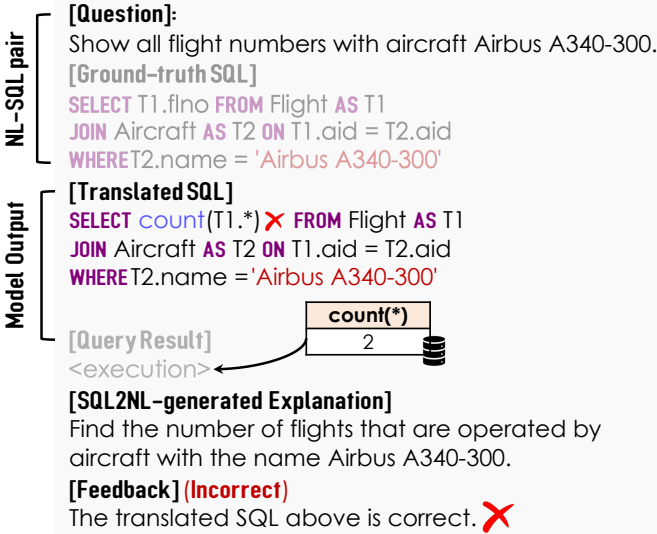 NL-SQL pair
[Question]:
Show all flight numbers with aircraft Airbus A340-300.
[Ground-truth SQL]
SELECT T1.flno FROM Flight AS T1
JOIN Aircraft AS T2 ON T1.aid = T2.aid
WHERE T2.name = 'Airbus A340-300'
Model Output
[Translated SQL]
SELECT count(T1.*) FROM Flight AS T1
JOIN Aircraft AS T2 ON T1.aid = T2.aid
WHERE T2.name = 'Airbus A340-300'
count(*)
2
[Query Result]
<execution>
[SQL2NL-generated Explanation]
Find the number of flights that are operated by
aircraft with the name Airbus A340-300.
[Feedback] (Incorrect)
The translated SQL above is correct.